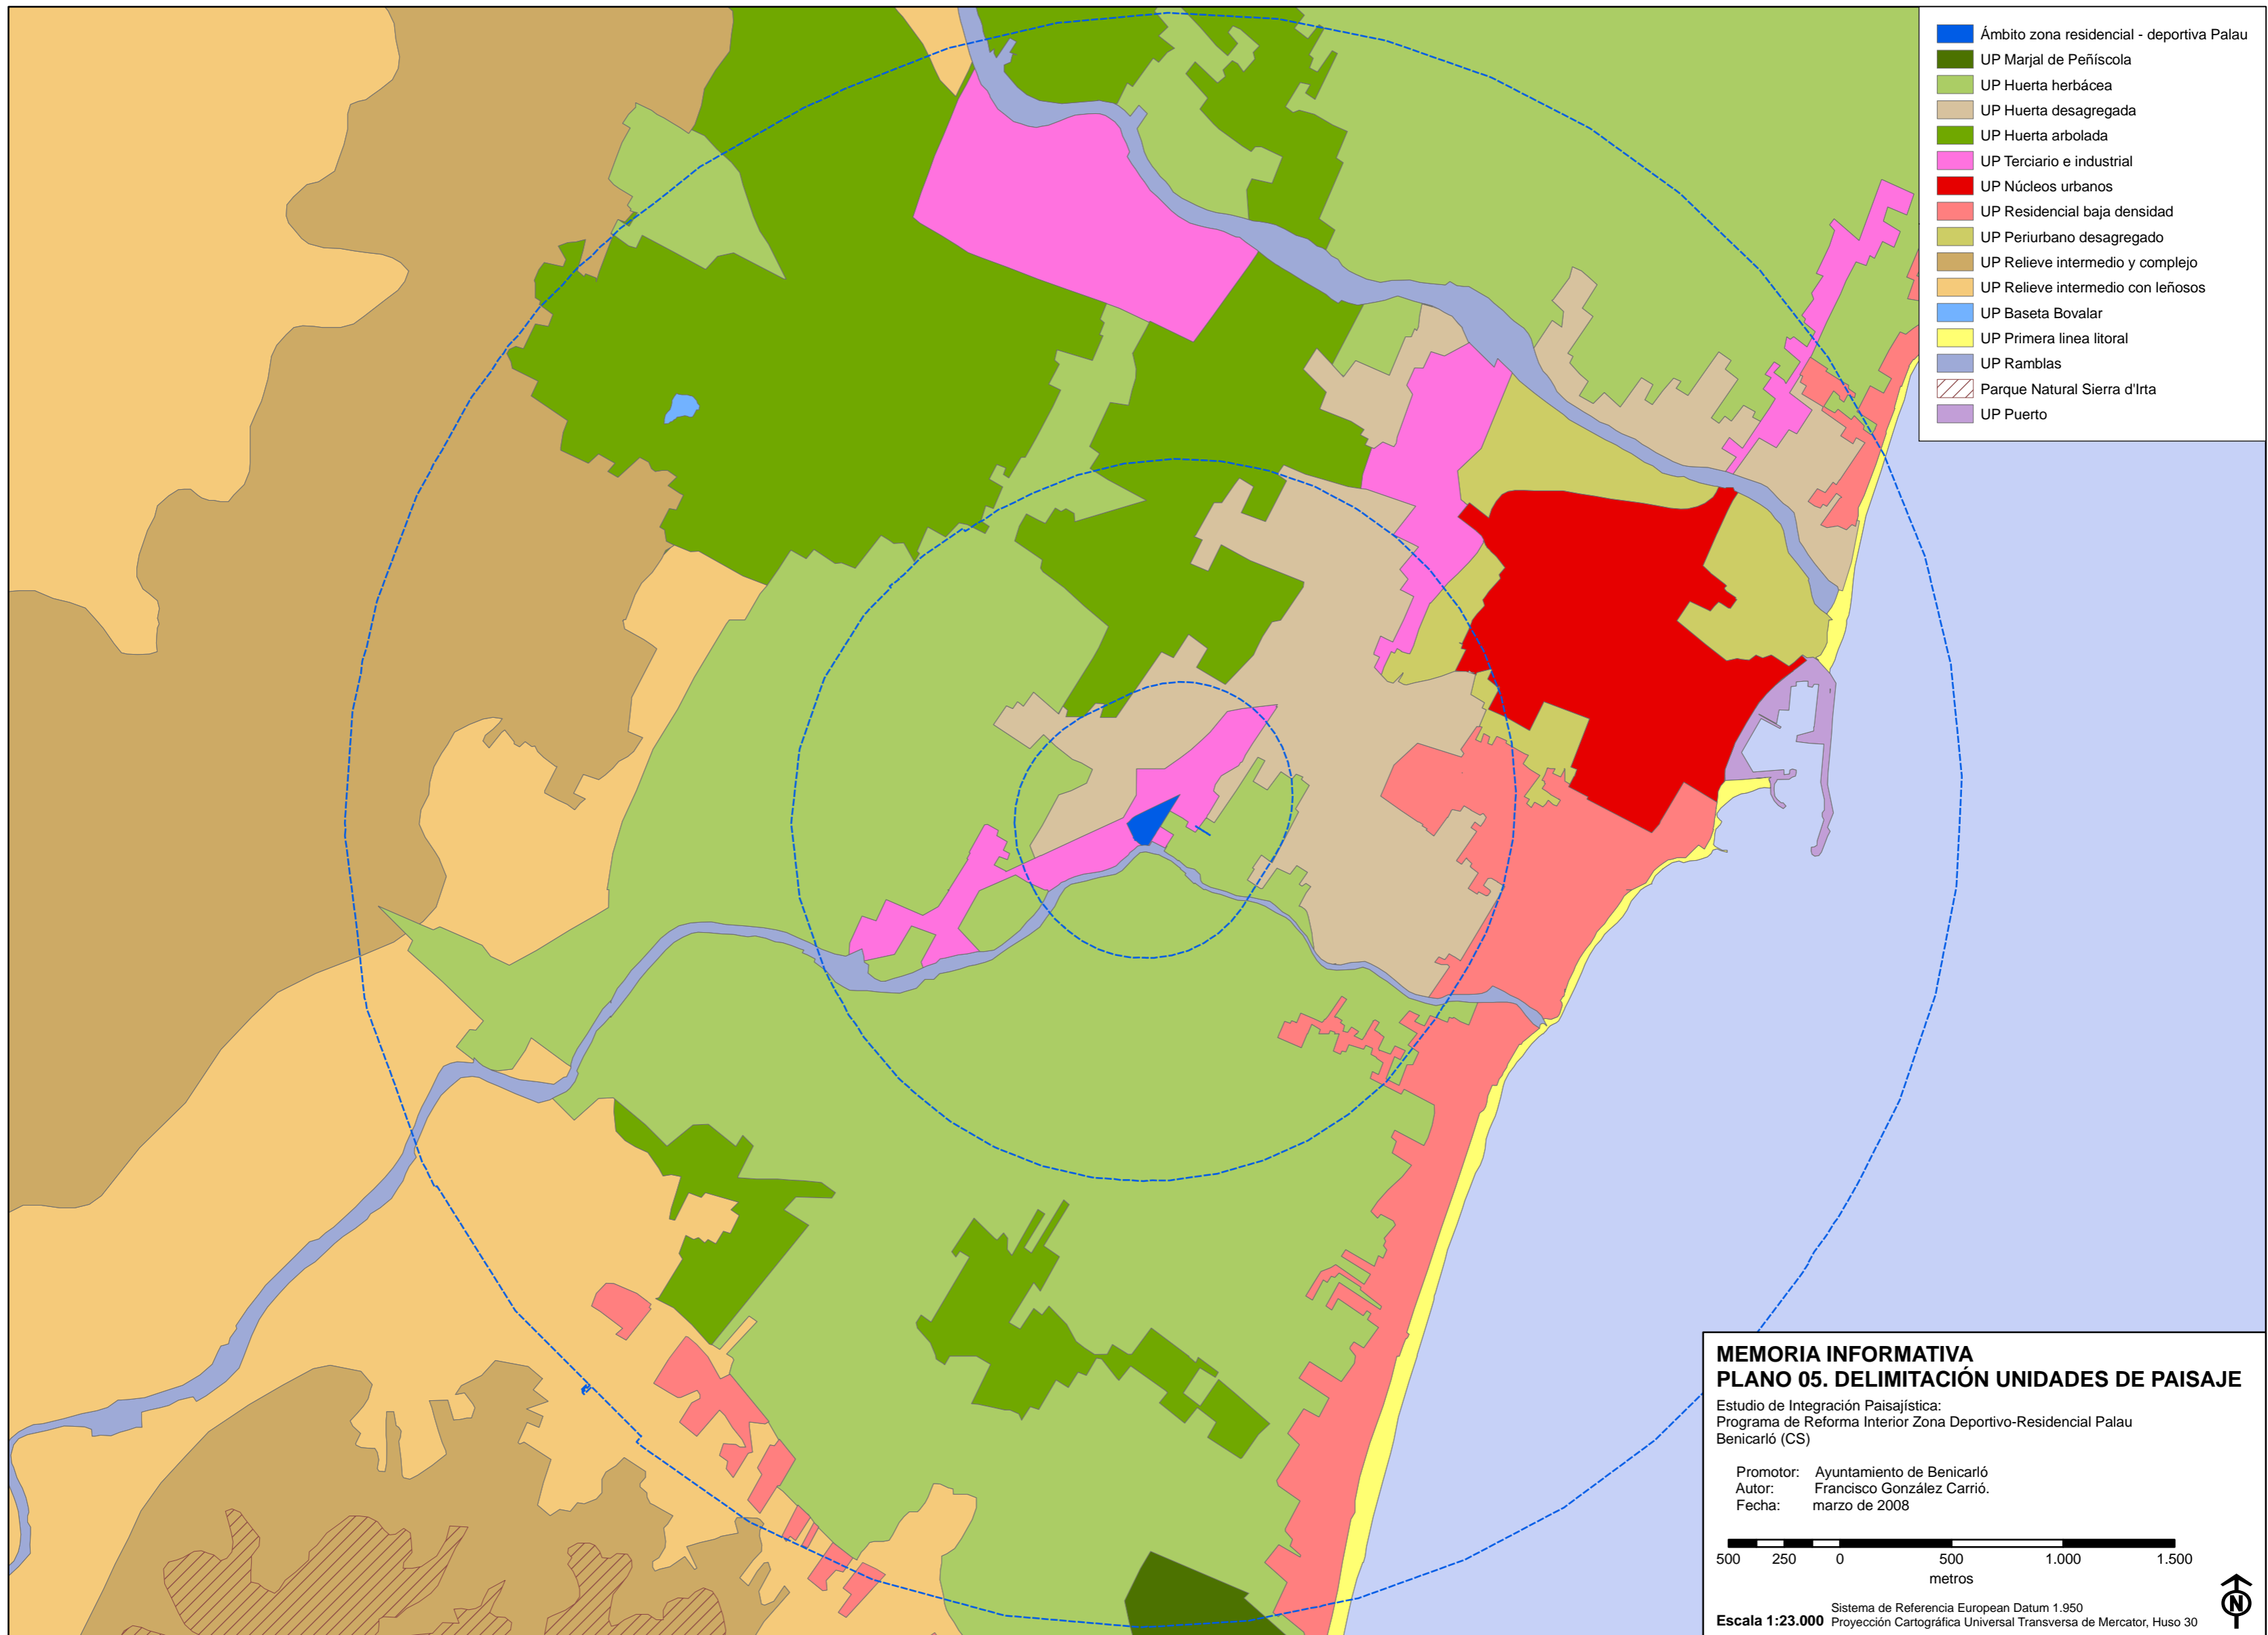 Ámbito zona residencial - deportiva Palau
UP Marjal de Peñíscola
UP Huerta herbácea
UP Huerta desagregada
UP Huerta arbolada
UP Terciario e industrial
UP Núcleos urbanos
UP Residencial baja densidad
UP Periurbano desagregado
UP Relieve intermedio y complejo
UP Relieve intermedio con leñosos
UP Baseta Bovalar
UP Primera linea litoral
UP Ramblas
Parque Natural Sierra d'Irta
UP Puerto
MEMORIA INFORMATIVA
PLANO 05. DELIMITACIÓN UNIDADES DE PAISAJE
Estudio de Integración Paisajística:
Programa de Reforma Interior Zona Deportivo-Residencial Palau
Benicarló (CS)
Promotor: Ayuntamiento de Benicarló
Autor: Francisco González Carrió.
Fecha: marzo de 2008
500 250 0 500 1.000 1.500
metros
Sistema de Referencia European Datum 1.950
Escala 1:23.000 Proyección Cartográfica Universal Transversa de Mercator, Huso 30
N